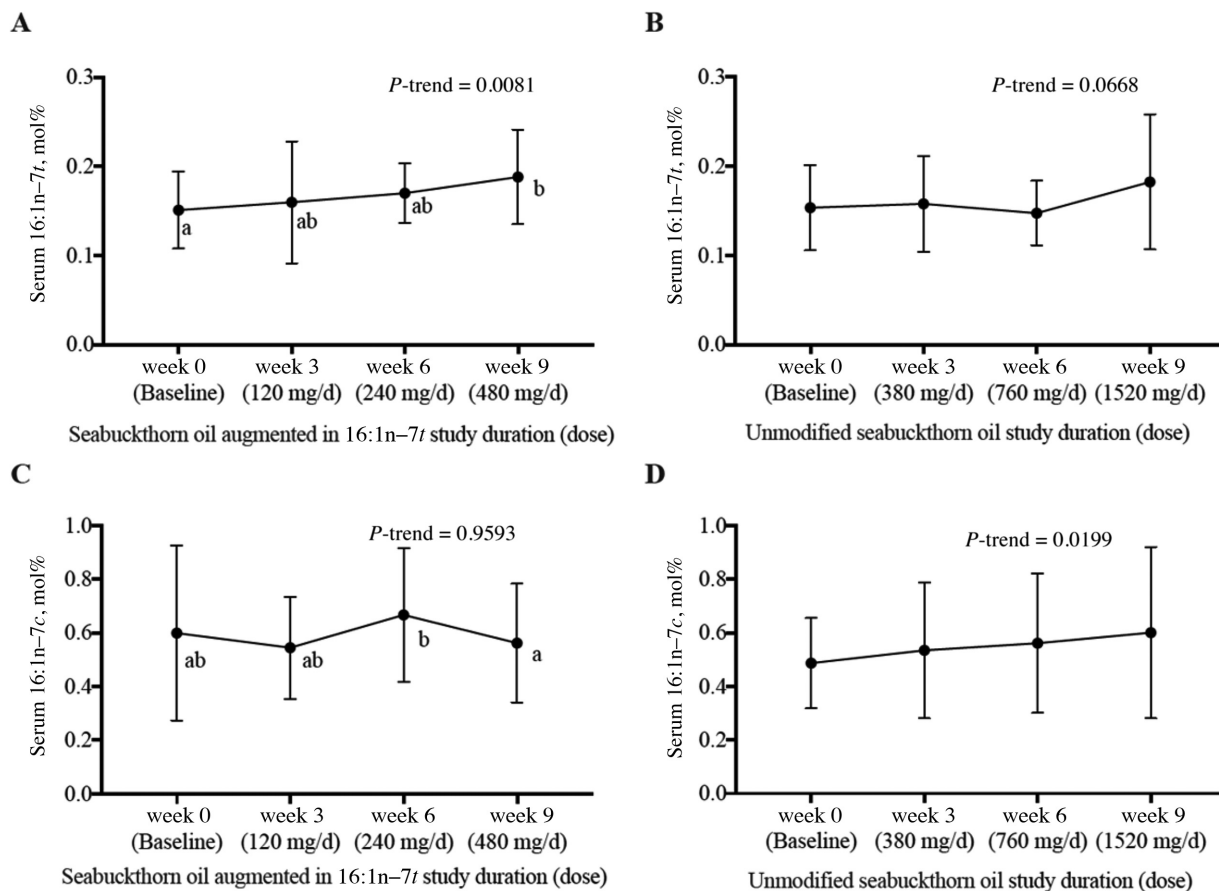 A
P-trend = 0.0081
Serum 16:1n–7t, mol%
0.3
0.2
0.1
0.0
a
ab
ab
b
week 0 week 3 week 6 week 9
(Baseline) (120 mg/d) (240 mg/d) (480 mg/d)
Seabuckthorn oil augmented in 16:1n–7t study duration (dose)
B
P-trend = 0.0668
Serum 16:1n–7t, mol%
0.3
0.2
0.1
0.0
week 0 week 3 week 6 week 9
(Baseline) (380 mg/d) (760 mg/d) (1520 mg/d)
Unmodified seabuckthorn oil study duration (dose)
C
P-trend = 0.9593
Serum 16:1n–7c, mol%
1.0
0.8
0.6
0.4
0.2
0.0
ab
ab
b
a
week 0 week 3 week 6 week 9
(Baseline) (120 mg/d) (240 mg/d) (480 mg/d)
Seabuckthorn oil augmented in 16:1n–7t study duration (dose)
D
P-trend = 0.0199
Serum 16:1n–7c, mol%
1.0
0.8
0.6
0.4
0.2
0.0
week 0 week 3 week 6 week 9
(Baseline) (380 mg/d) (760 mg/d) (1520 mg/d)
Unmodified seabuckthorn oil study duration (dose)